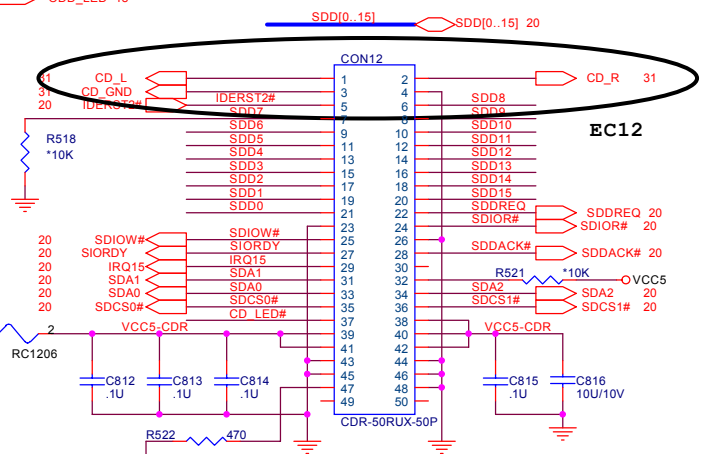 SDD_LED 18
SDD[0..15] SDD[0..15] 20
CON12
31 CD_L 1 2 CD_R 31
31 CD_GND 3 4
20 IDERST2# IDERST2# 5 6 SDD8
SDD7 7 8 SDD9
SDD6 9 10 SDD10
EC12
R518
*10K
SDD5 11 12 SDD11
SDD4 13 14 SDD12
SDD3 15 16 SDD13
SDD2 17 18 SDD14
SDD1 19 20 SDD15
SDD0 21 22 SDDREQ SDDREQ 20
23 24 SDIOR# SDIOR# 20
20 SDIOW# SDIOW# 25 26
20 SIORDY SIORDY 27 28 SDDACK# SDDACK# 20
20 IRQ15 IRQ15 29 30
20 SDA1 SDA1 31 32 R521 *10K VCC5
20 SDA0 SDA0 33 34 SDA2 SDA2 20
20 SDCS0# SDCS0# 35 36 SDCS1# SDCS1# 20
CD_LED# 37 38
2 VCC5-CDR 39 40 VCC5-CDR
RC1206
41 42
43 44
45 46
C812 .1U
C813 .1U
C814 .1U
C815 .1U
C816 10U/10V
47 48
49 50
CDR-50RUX-50P
R522 470